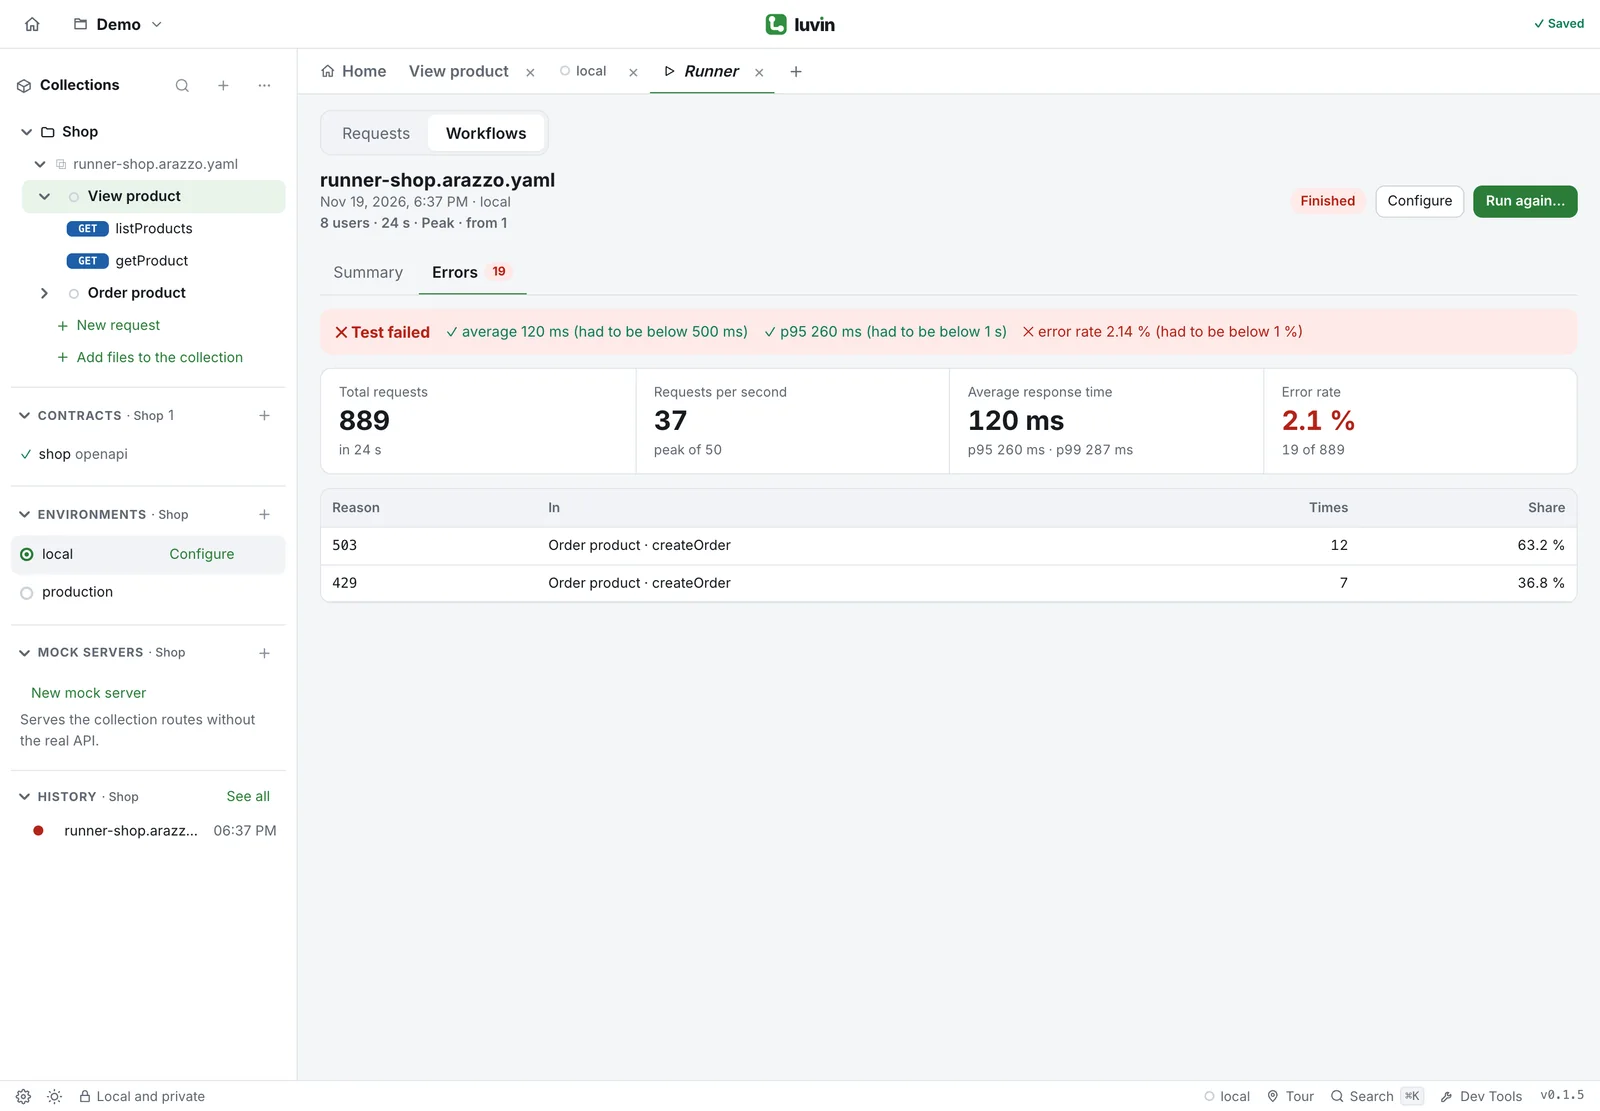 Demo
luvin
Saved
Collections
Shop
runner-shop.arazzo.yaml
View product
GET listProducts
GET getProduct
Order product
+ New request
+ Add files to the collection
CONTRACTS · Shop 1
shop openapi
ENVIRONMENTS · Shop
local Configure
production
MOCK SERVERS · Shop
New mock server
Serves the collection routes without
the real API.
HISTORY · Shop See all
runner-shop.arazz... 06:37 PM
Home View product local Runner
Requests Workflows
runner-shop.arazzo.yaml
Nov 19, 2026, 6:37 PM · local
8 users · 24 s · Peak · from 1
Finished Configure Run again...
Summary Errors 19
Test failed average 120 ms (had to be below 500 ms) p95 260 ms (had to be below 1 s) error rate 2.14 % (had to be below 1 %)
Total requests
889
in 24 s
Requests per second
37
peak of 50
Average response time
120 ms
p95 260 ms · p99 287 ms
Error rate
2.1 %
19 of 889
Reason In Times Share
503 Order product · createOrder 12 63.2 %
429 Order product · createOrder 7 36.8 %
Local and private
local Tour Search ⌘K Dev Tools v0.1.5